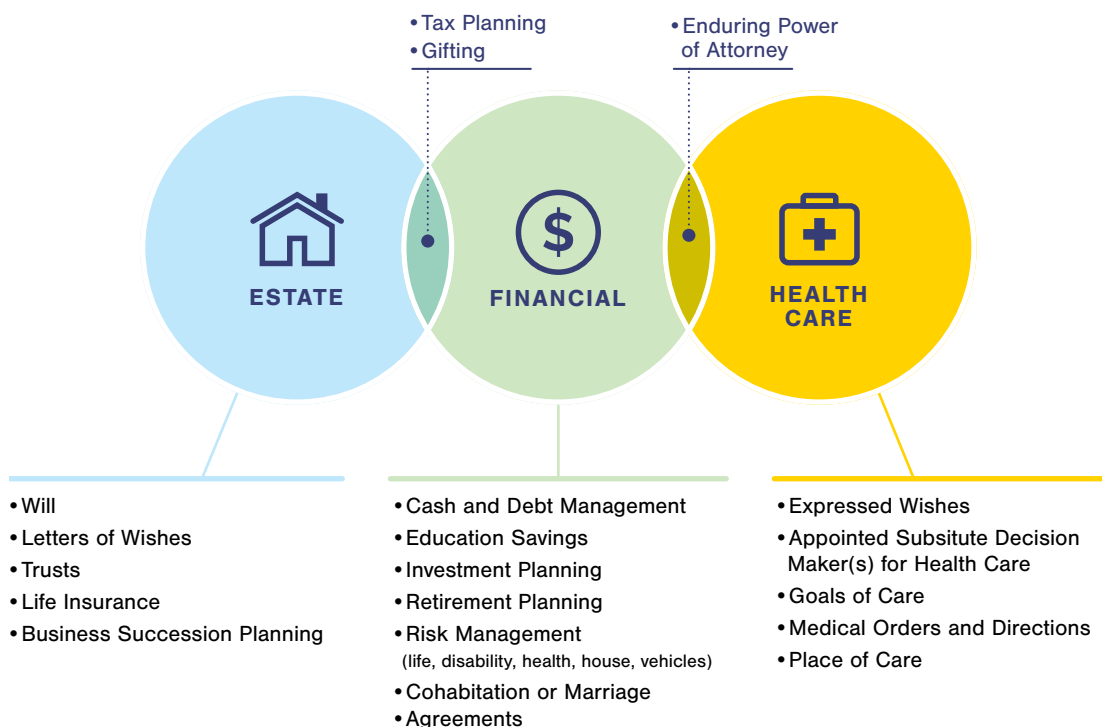 •Tax Planning
•Gifting
•Enduring Power
of Attorney
ESTATE
$
FINANCIAL
HEALTH
CARE
•Will
•Letters of Wishes
•Trusts
•Life Insurance
•Business Succession Planning
•Cash and Debt Management
•Education Savings
•Investment Planning
•Retirement Planning
•Risk Management
(life, disability, health, house, vehicles)
•Cohabitation or Marriage
•Agreements
•Expressed Wishes
•Appointed Subsitute Decision
Maker(s) for Health Care
•Goals of Care
•Medical Orders and Directions
•Place of Care